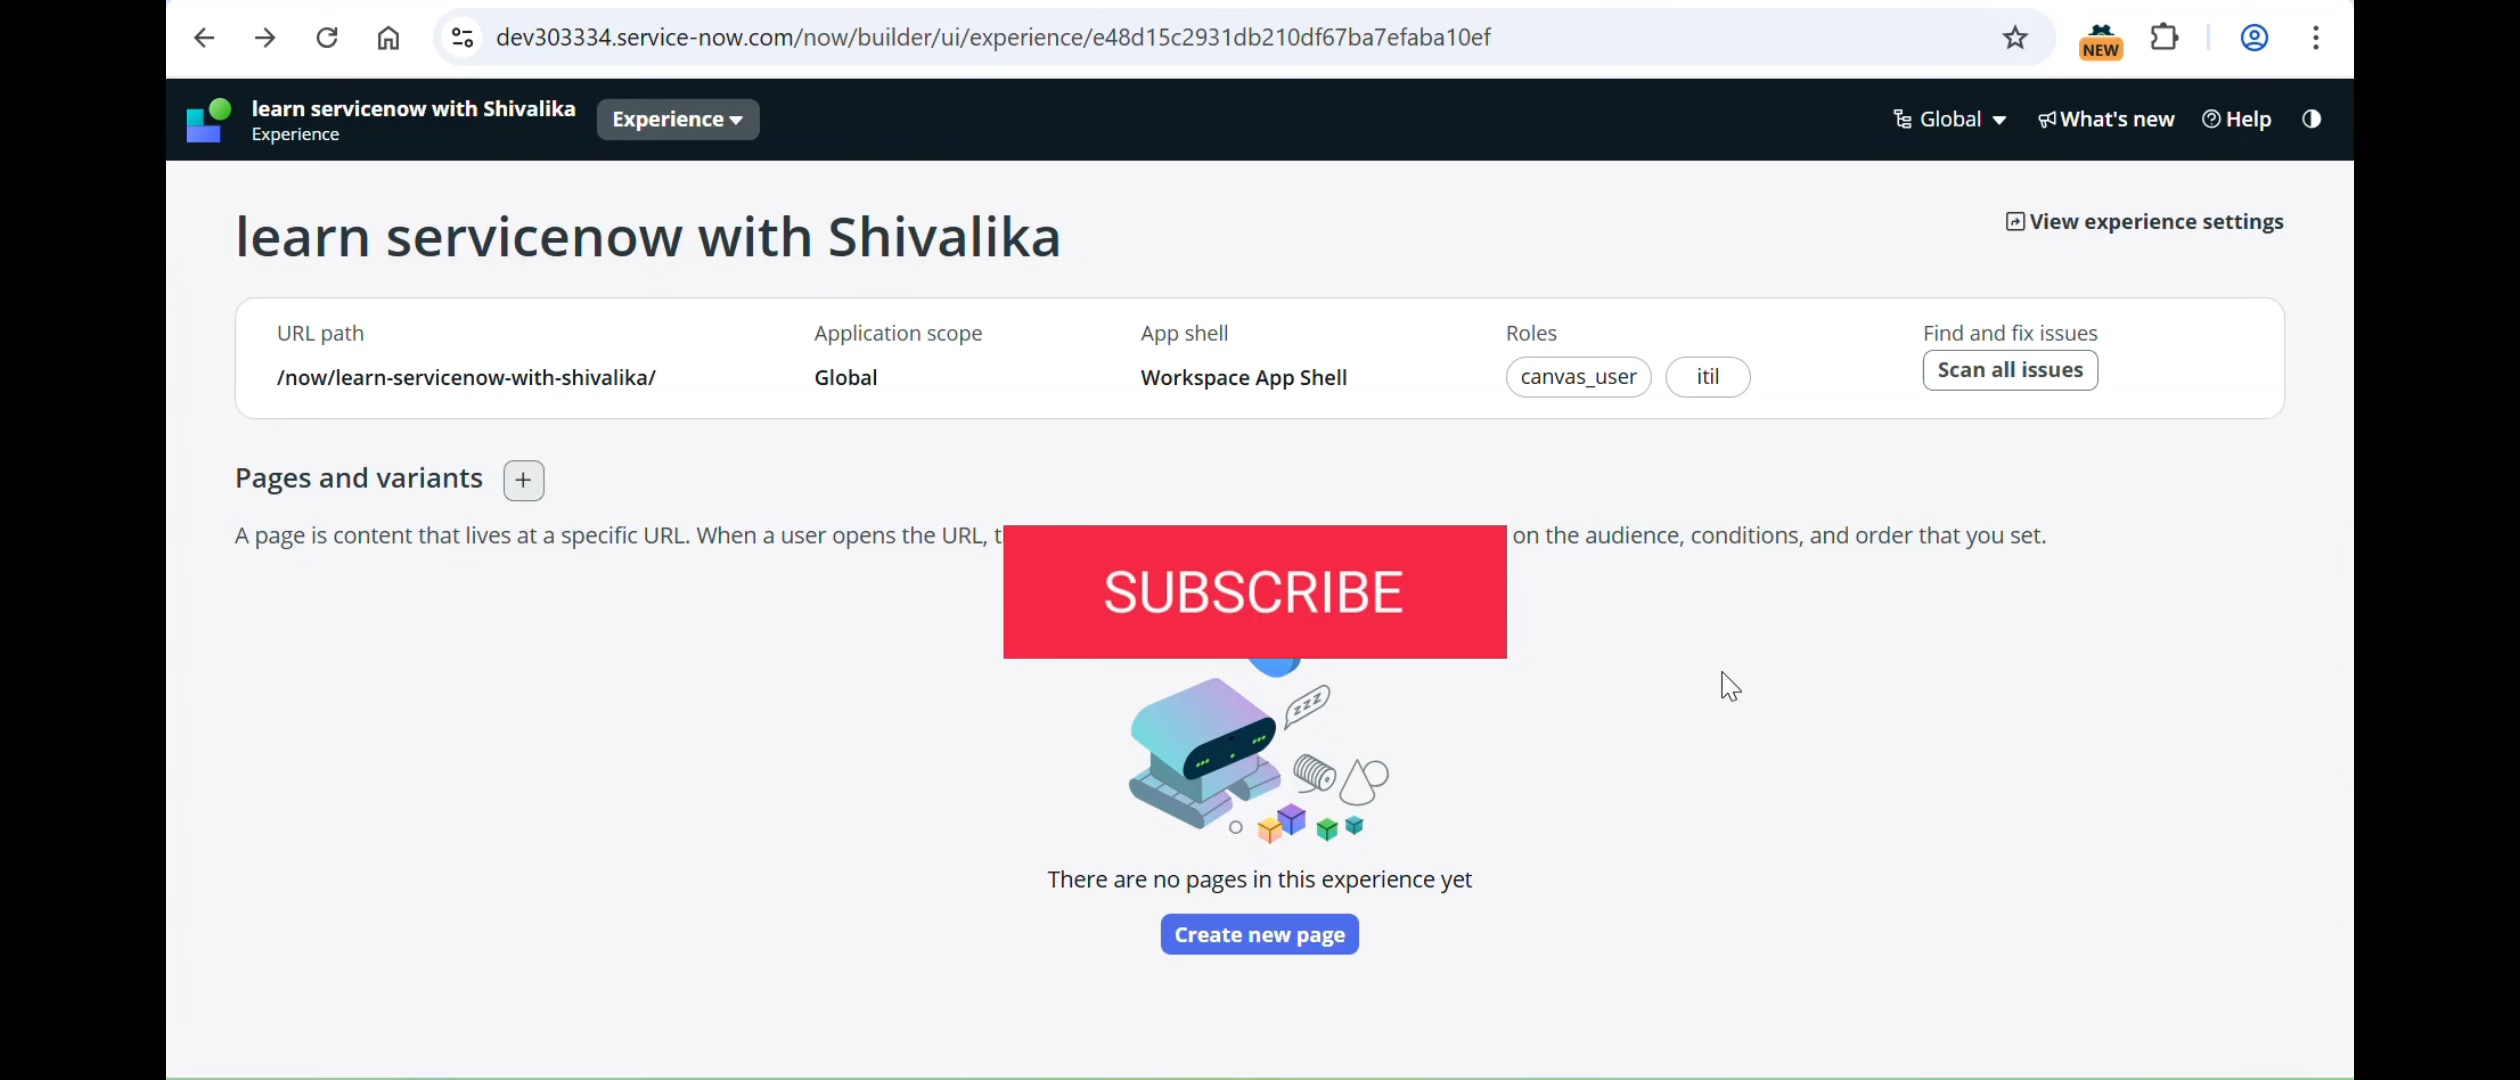 dev303334.service-now.com/now/builder/ui/experience/e48d15c2931db210df67ba7efaba10ef
NEW
learn servicenow with Shivalika
Experience
Experience
Global
What's new
Help
learn servicenow with Shivalika
View experience settings
URL path
Application scope
App shell
Roles
Find and fix issues
/now/learn-servicenow-with-shivalika/
Global
Workspace App Shell
canvas_user
itil
Scan all issues
Pages and variants +
A page is content that lives at a specific URL. When a user opens the URL, t
on the audience, conditions, and order that you set.
SUBSCRIBE
zzz
There are no pages in this experience yet
Create new page